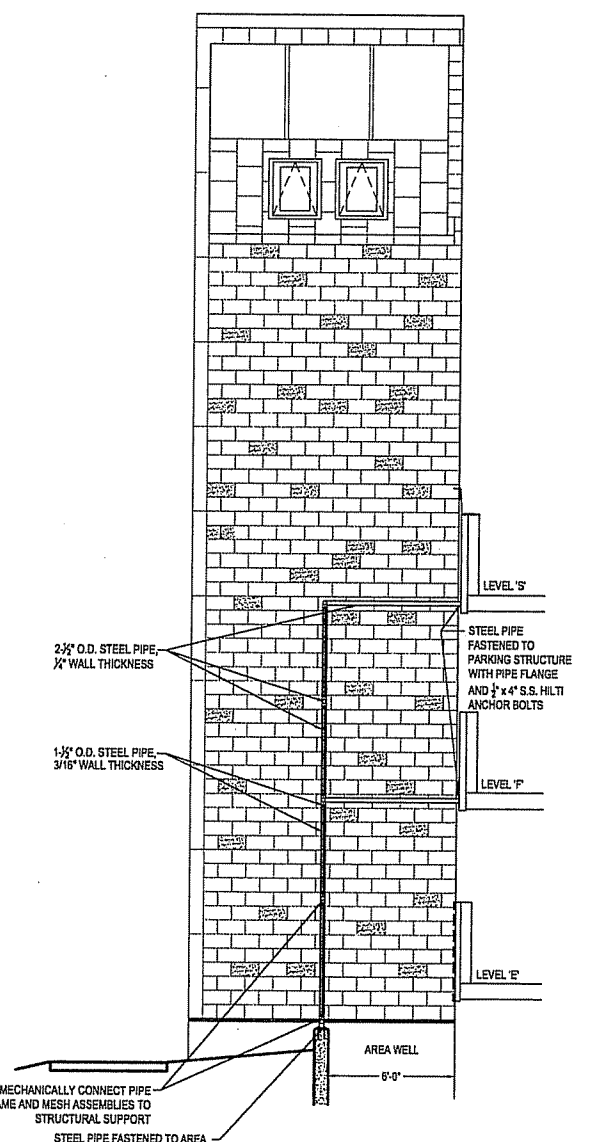 LEVEL 'S'
2-½" O.D. STEEL PIPE,
¼" WALL THICKNESS
STEEL PIPE
FASTENED TO
PARKING STRUCTURE
WITH PIPE FLANGE
AND ½" x 4" S.S. HILTI
ANCHOR BOLTS
1-½" O.D. STEEL PIPE,
3/16" WALL THICKNESS
LEVEL 'F'
LEVEL 'E'
AREA WELL
6'-0"
MECHANICALLY CONNECT PIPE
AME AND MESH ASSEMBLIES TO
STRUCTURAL SUPPORT
STEEL PIPE FASTENED TO AREA